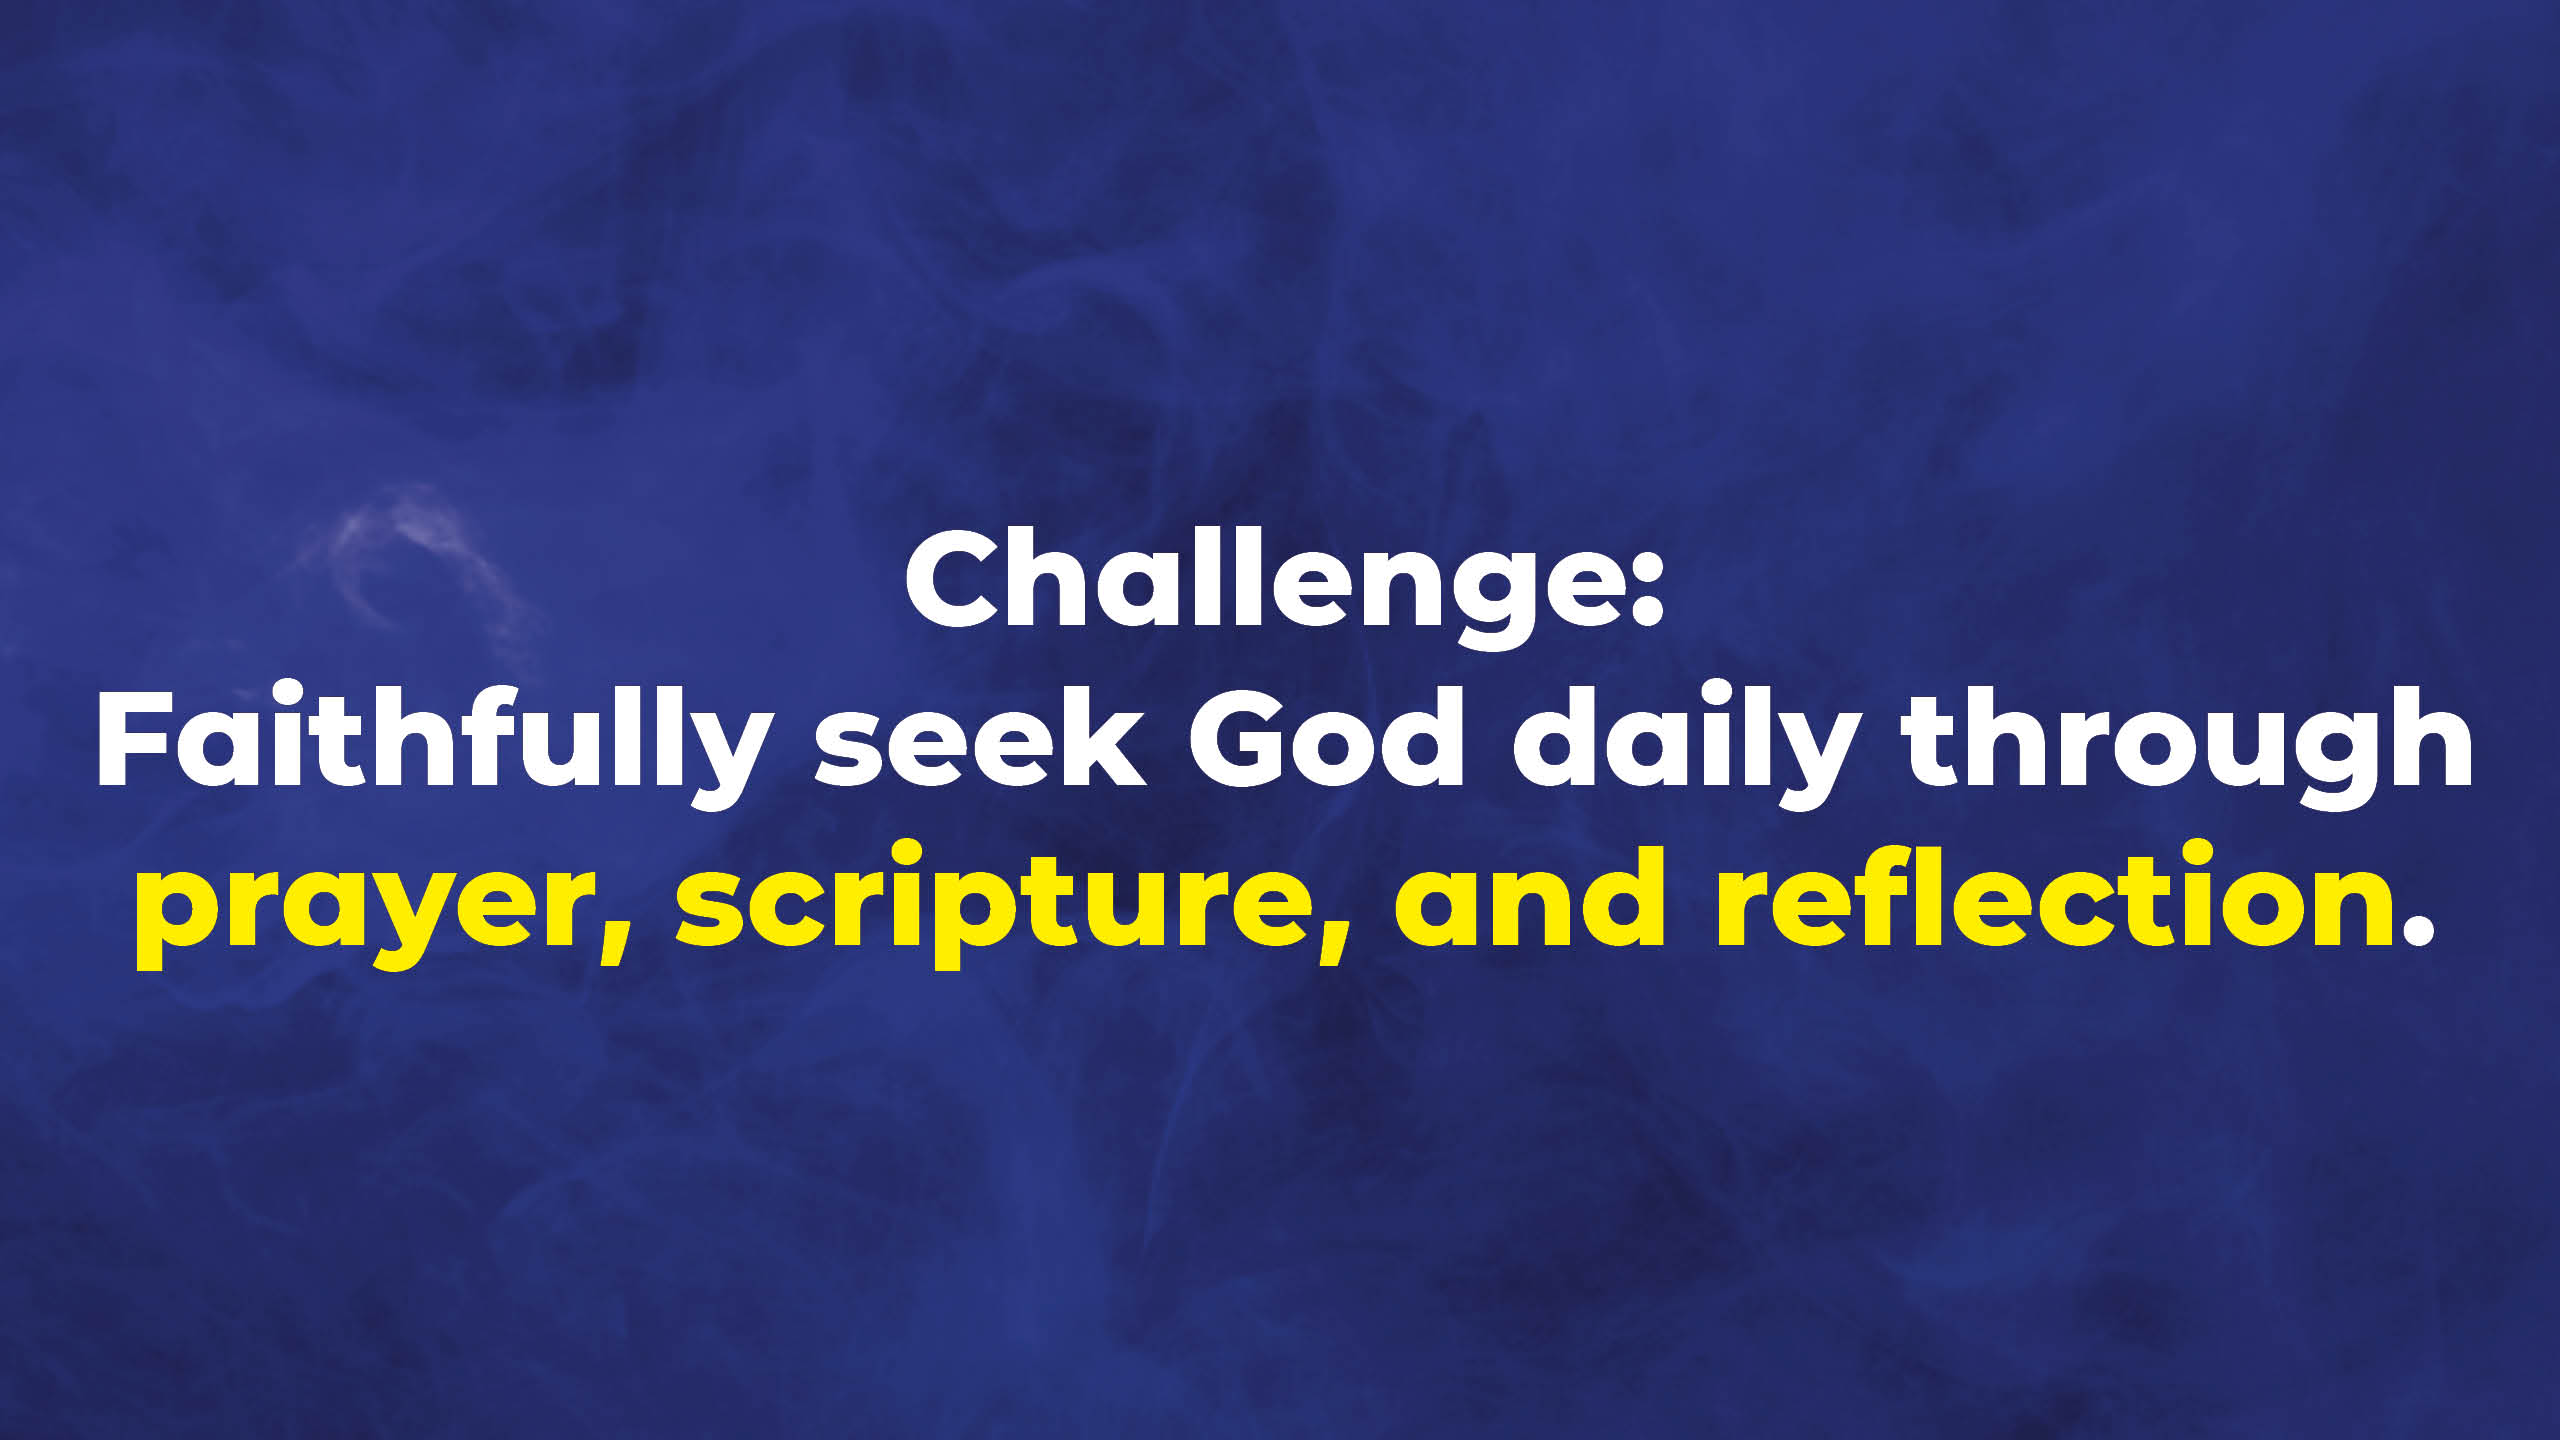 Challenge:
Faithfully seek God daily through
prayer, scripture, and reflection.